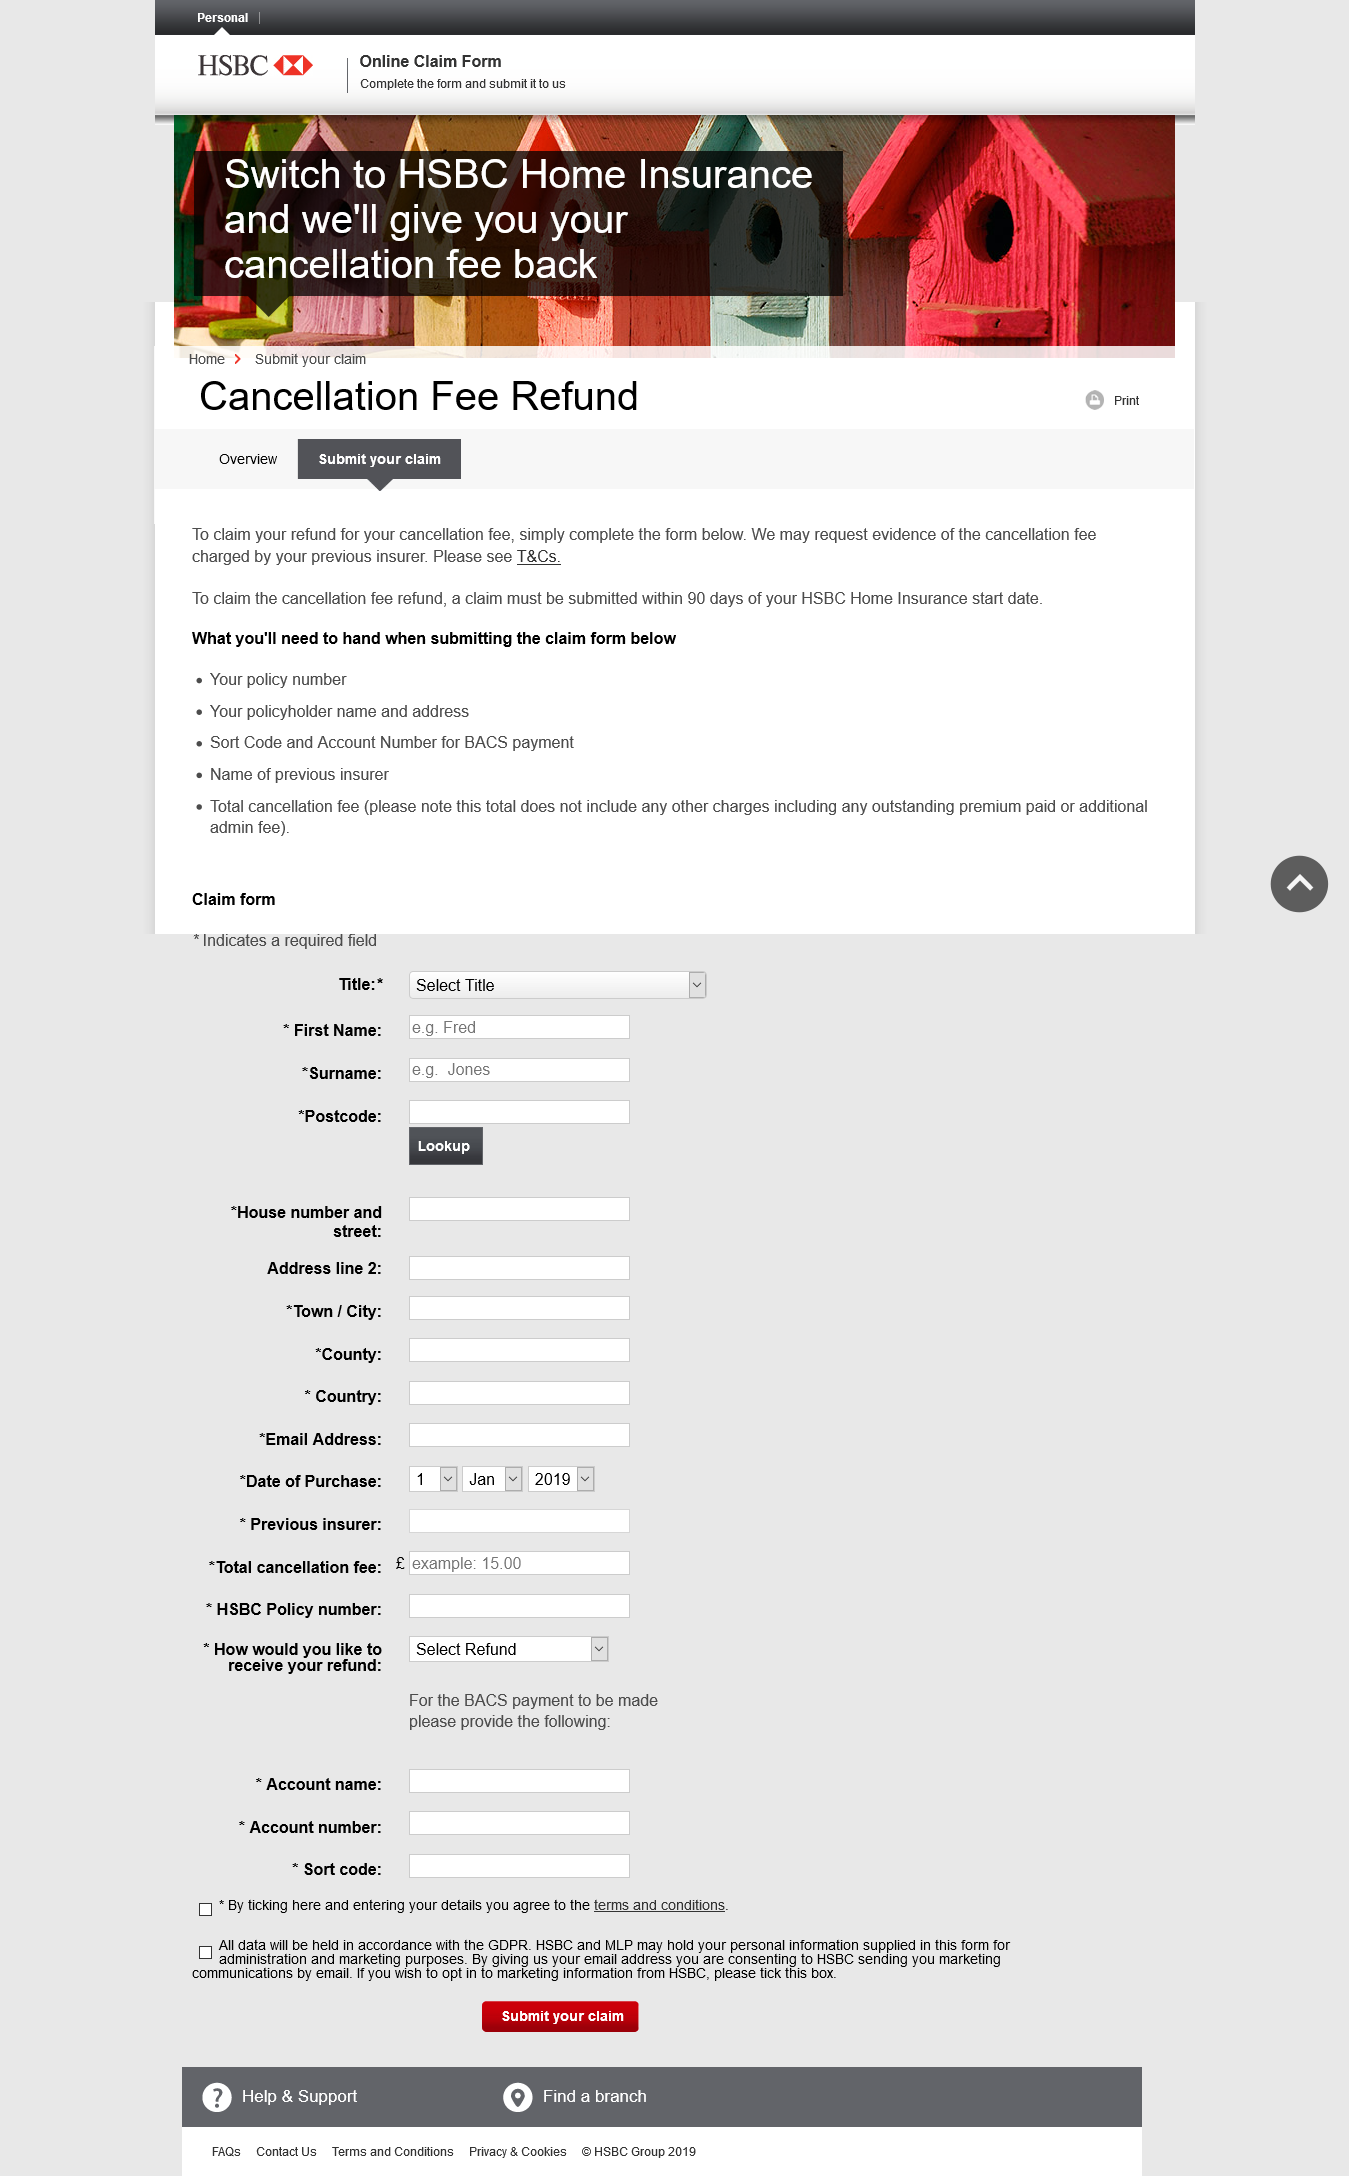 Personal
HSBC
Online Claim Form
Complete the form and submit it to us
Switch to HSBC Home Insurance
and we'll give you your
cancellation fee back
Home Submit your claim
Cancellation Fee Refund
Print
Overview Submit your claim
To claim your refund for your cancellation fee, simply complete the form below. We may request evidence of the cancellation fee
charged by your previous insurer. Please see T&Cs.
To claim the cancellation fee refund, a claim must be submitted within 90 days of your HSBC Home Insurance start date.
What you'll need to hand when submitting the claim form below
• Your policy number
• Your policyholder name and address
• Sort Code and Account Number for BACS payment
• Name of previous insurer
• Total cancellation fee (please note this total does not include any other charges including any outstanding premium paid or additional
admin fee).
Claim form
* Indicates a required field
Title:* Select Title
* First Name: e.g. Fred
*Surname: e.g. Jones
*Postcode:
Lookup
*House number and
street:
Address line 2:
*Town / City:
*County:
* Country:
*Email Address:
*Date of Purchase: 1 Jan 2019
* Previous insurer:
*Total cancellation fee: £ example: 15.00
* HSBC Policy number:
* How would you like to
receive your refund:
Select Refund
For the BACS payment to be made
please provide the following:
* Account name:
* Account number:
* Sort code:
* By ticking here and entering your details you agree to the terms and conditions.
All data will be held in accordance with the GDPR. HSBC and MLP may hold your personal information supplied in this form for
administration and marketing purposes. By giving us your email address you are consenting to HSBC sending you marketing
communications by email. If you wish to opt in to marketing information from HSBC, please tick this box.
Submit your claim
? Help & Support Find a branch
FAQs Contact Us Terms and Conditions Privacy & Cookies © HSBC Group 2019